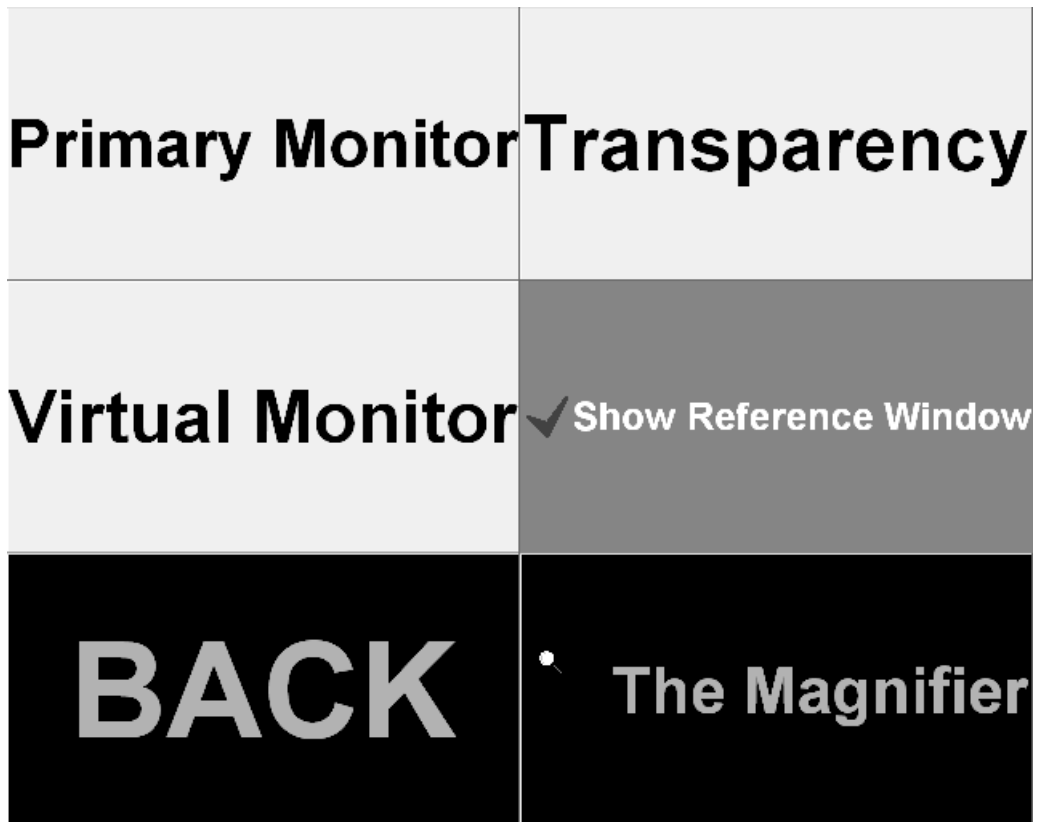 Primary Monitor
Transparency
Virtual Monitor
Show Reference Window
BACK
The Magnifier